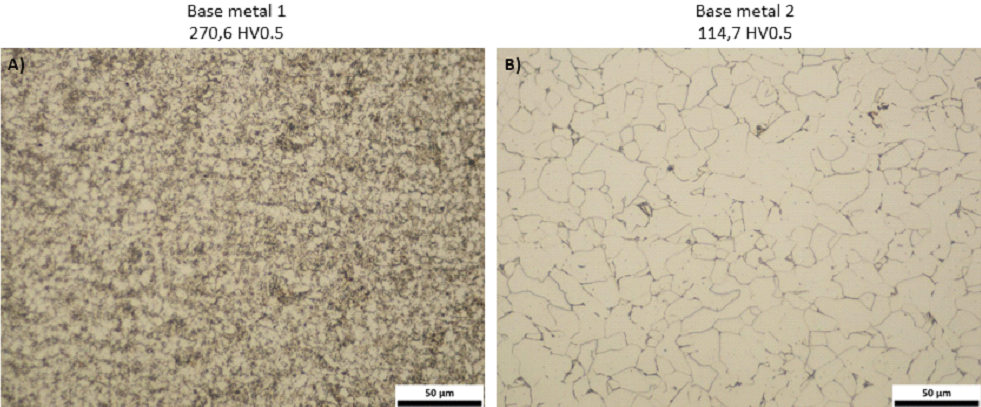 Base metal 1
270,6 HV0.5
Base metal 2
114,7 HV0.5
A)
B)
50 µm
50 µm